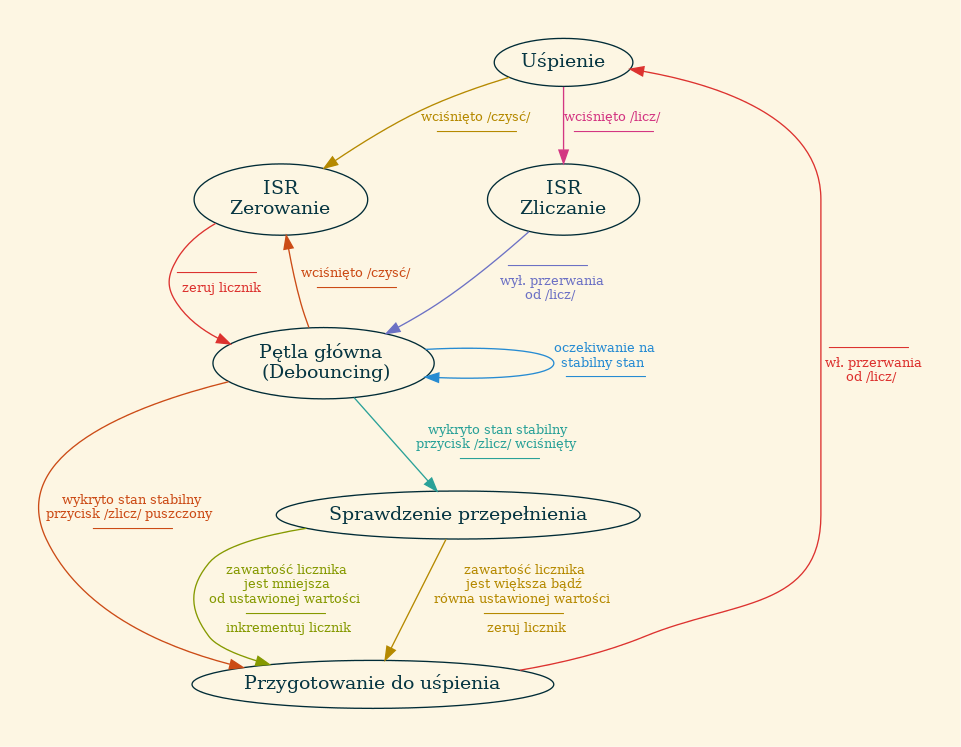 Uśpienie
wciśnięto /czysć/
wciśnięto /licz/
ISR
Zerowanie
ISR
Zliczanie
zeruj licznik
wciśnięto /czysć/
wył. przerwania
od /licz/
Pętla główna
(Debouncing)
oczekiwanie na
stabilny stan
wł. przerwania
od /licz/
wykryto stan stabilny
przycisk /zlicz/ wciśnięty
wykryto stan stabilny
przycisk /zlicz/ puszczony
Sprawdzenie przepełnienia
zawartość licznika
jest mniejsza
od ustawionej wartości
inkrementuj licznik
zawartość licznika
jest większa bądź
równa ustawionej wartości
zeruj licznik
Przygotowanie do uśpienia